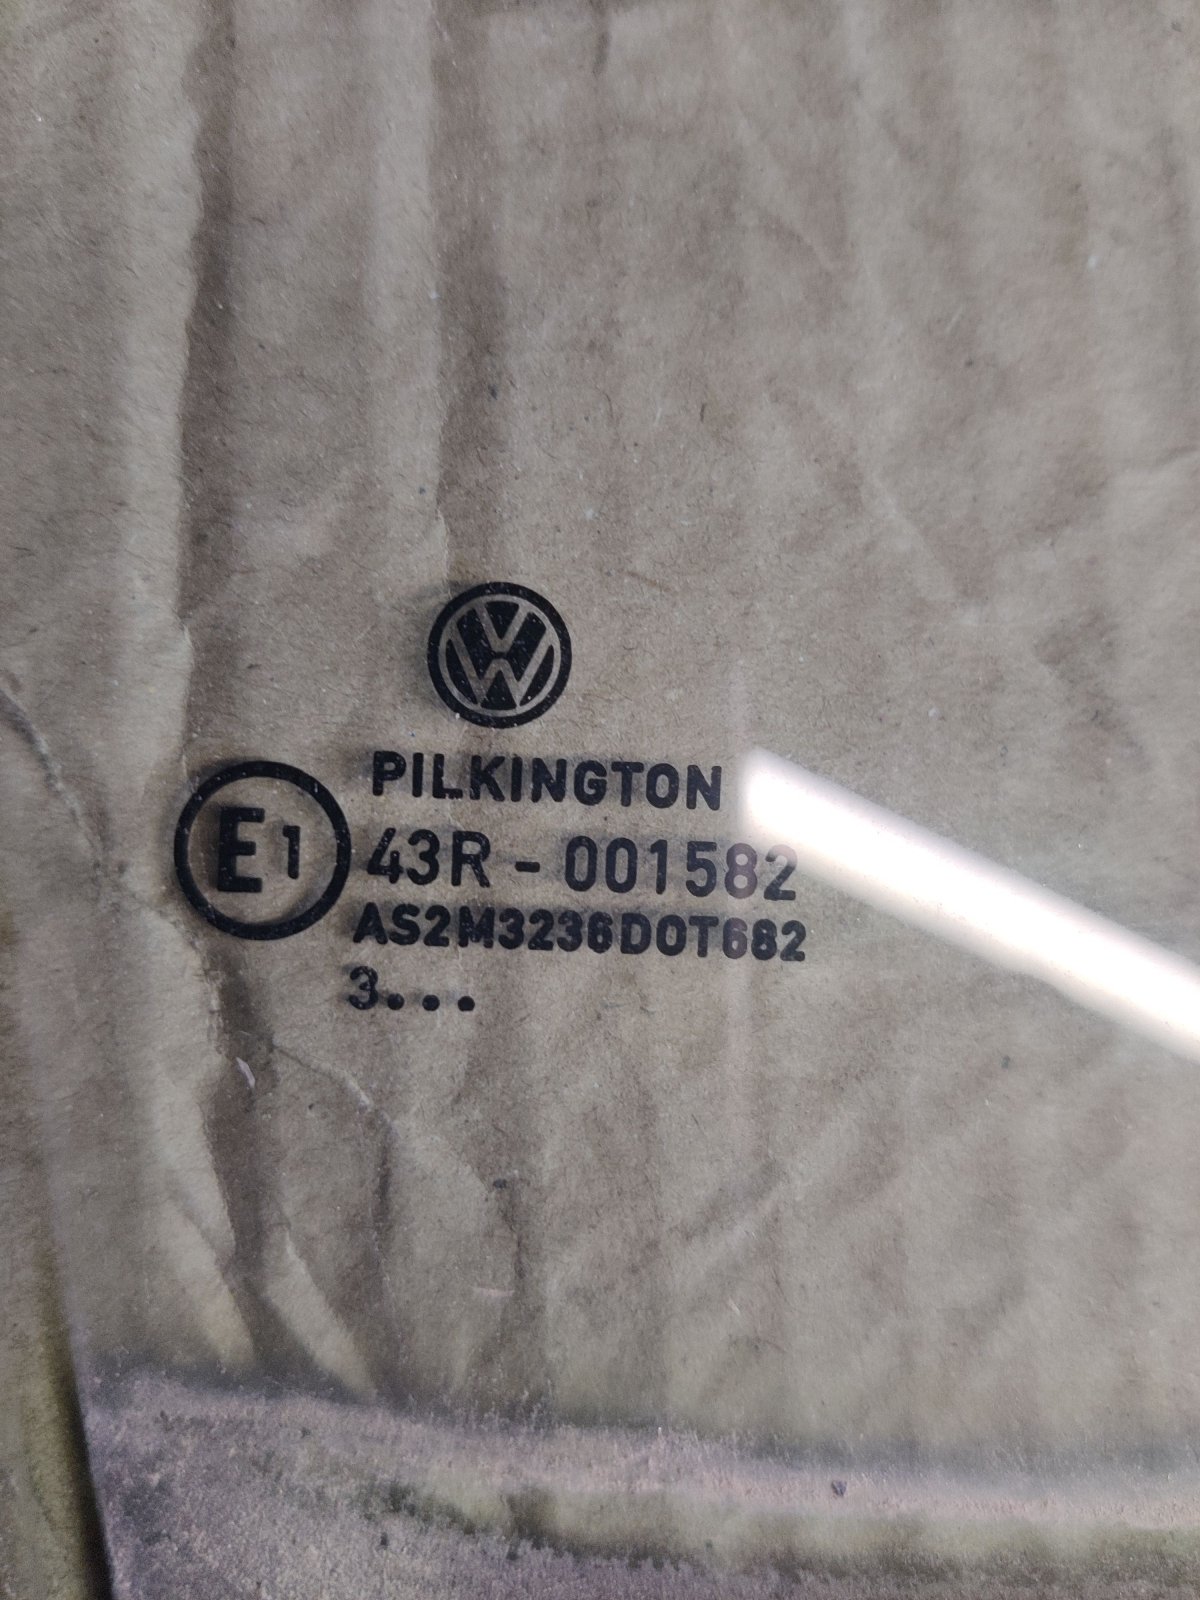 PILKINGTON
E1
43R - 001582
AS2M3236DOT682
3...